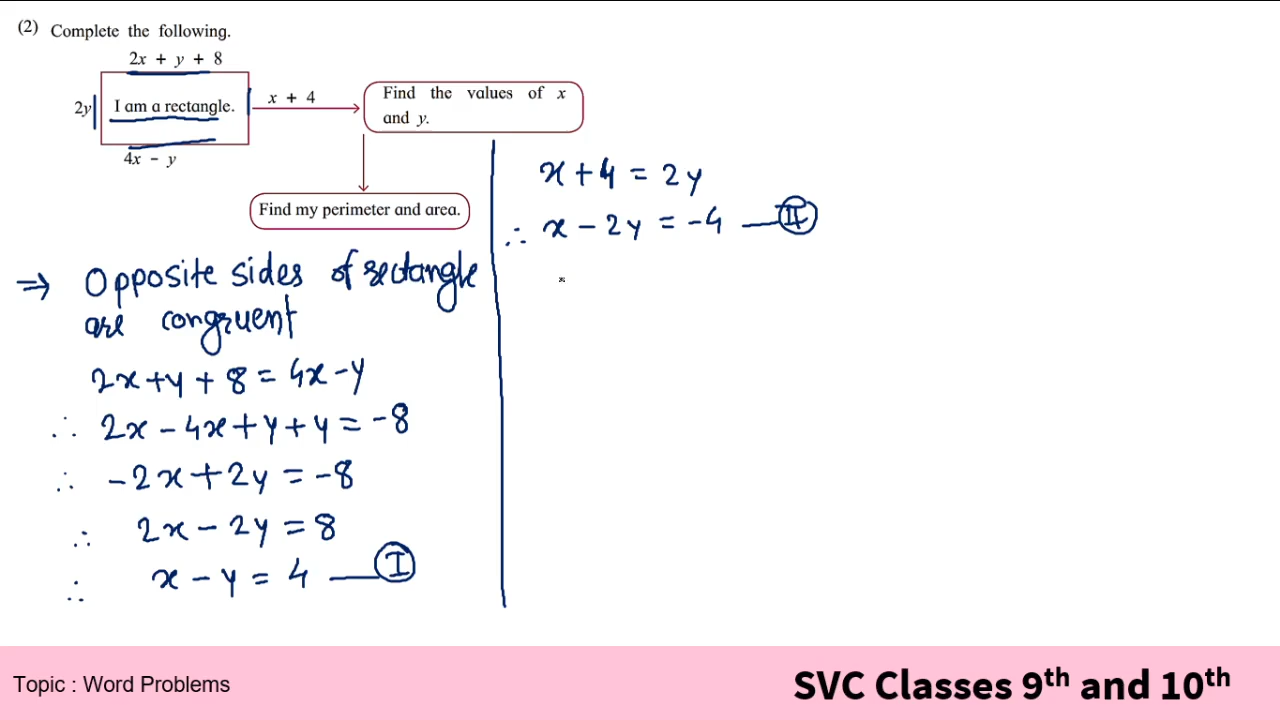 (2) Complete the following.
2x + y + 8
2y
I am a rectangle.
x + 4
4x − y
Find the values of x
and y.
Find my perimeter and area.
⇒ Opposite sides of rectangle
are congruent
2x + y + 8 = 4x − y
∴ 2x − 4x + y + y = −8
∴ −2x + 2y = −8
∴ 2x − 2y = 8
∴ x − y = 4 — I
x + 4 = 2y
∴ x − 2y = −4 — II
Topic : Word Problems
SVC Classes 9th and 10th